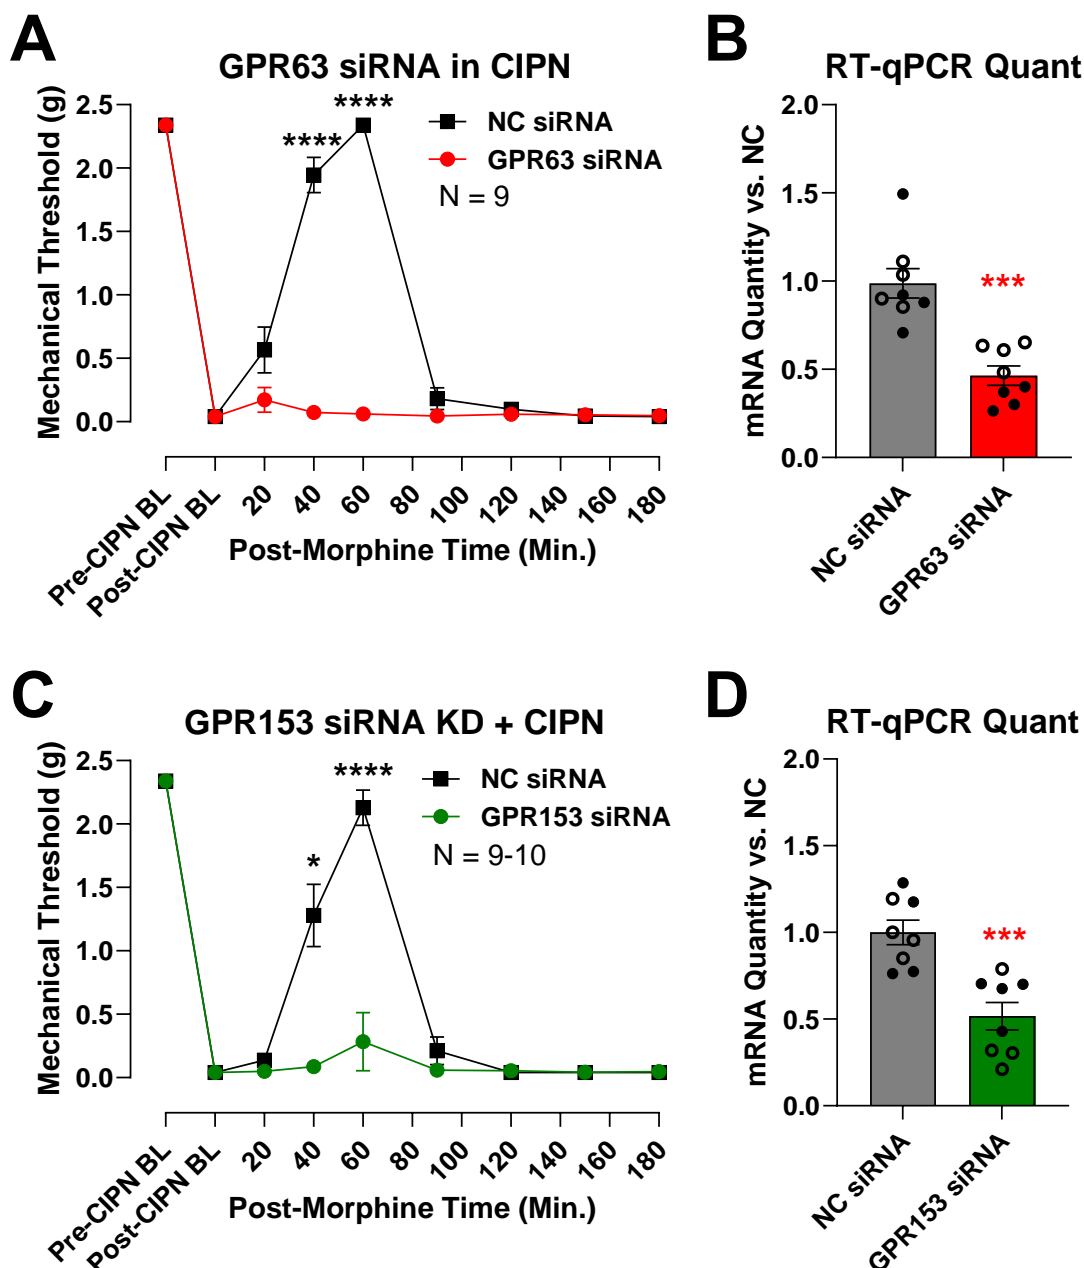 A
GPR63 siRNA in CIPN
Mechanical Threshold (g)
2.5
2.0
1.5
1.0
0.5
0.0
****
****
NC siRNA
GPR63 siRNA
N = 9
Pre-CIPN BL
Post-CIPN BL
20
40
60
80
100
120
140
160
180
Post-Morphine Time (Min.)
B
RT-qPCR Quant
mRNA Quantity vs. NC
2.0
1.5
1.0
0.5
0.0
***
NC siRNA
GPR63 siRNA
C
GPR153 siRNA KD + CIPN
Mechanical Threshold (g)
2.5
2.0
1.5
1.0
0.5
0.0
*
****
NC siRNA
GPR153 siRNA
N = 9-10
Pre-CIPN BL
Post-CIPN BL
20
40
60
80
100
120
140
160
180
Post-Morphine Time (Min.)
D
RT-qPCR Quant
mRNA Quantity vs. NC
2.0
1.5
1.0
0.5
0.0
***
NC siRNA
GPR153 siRNA